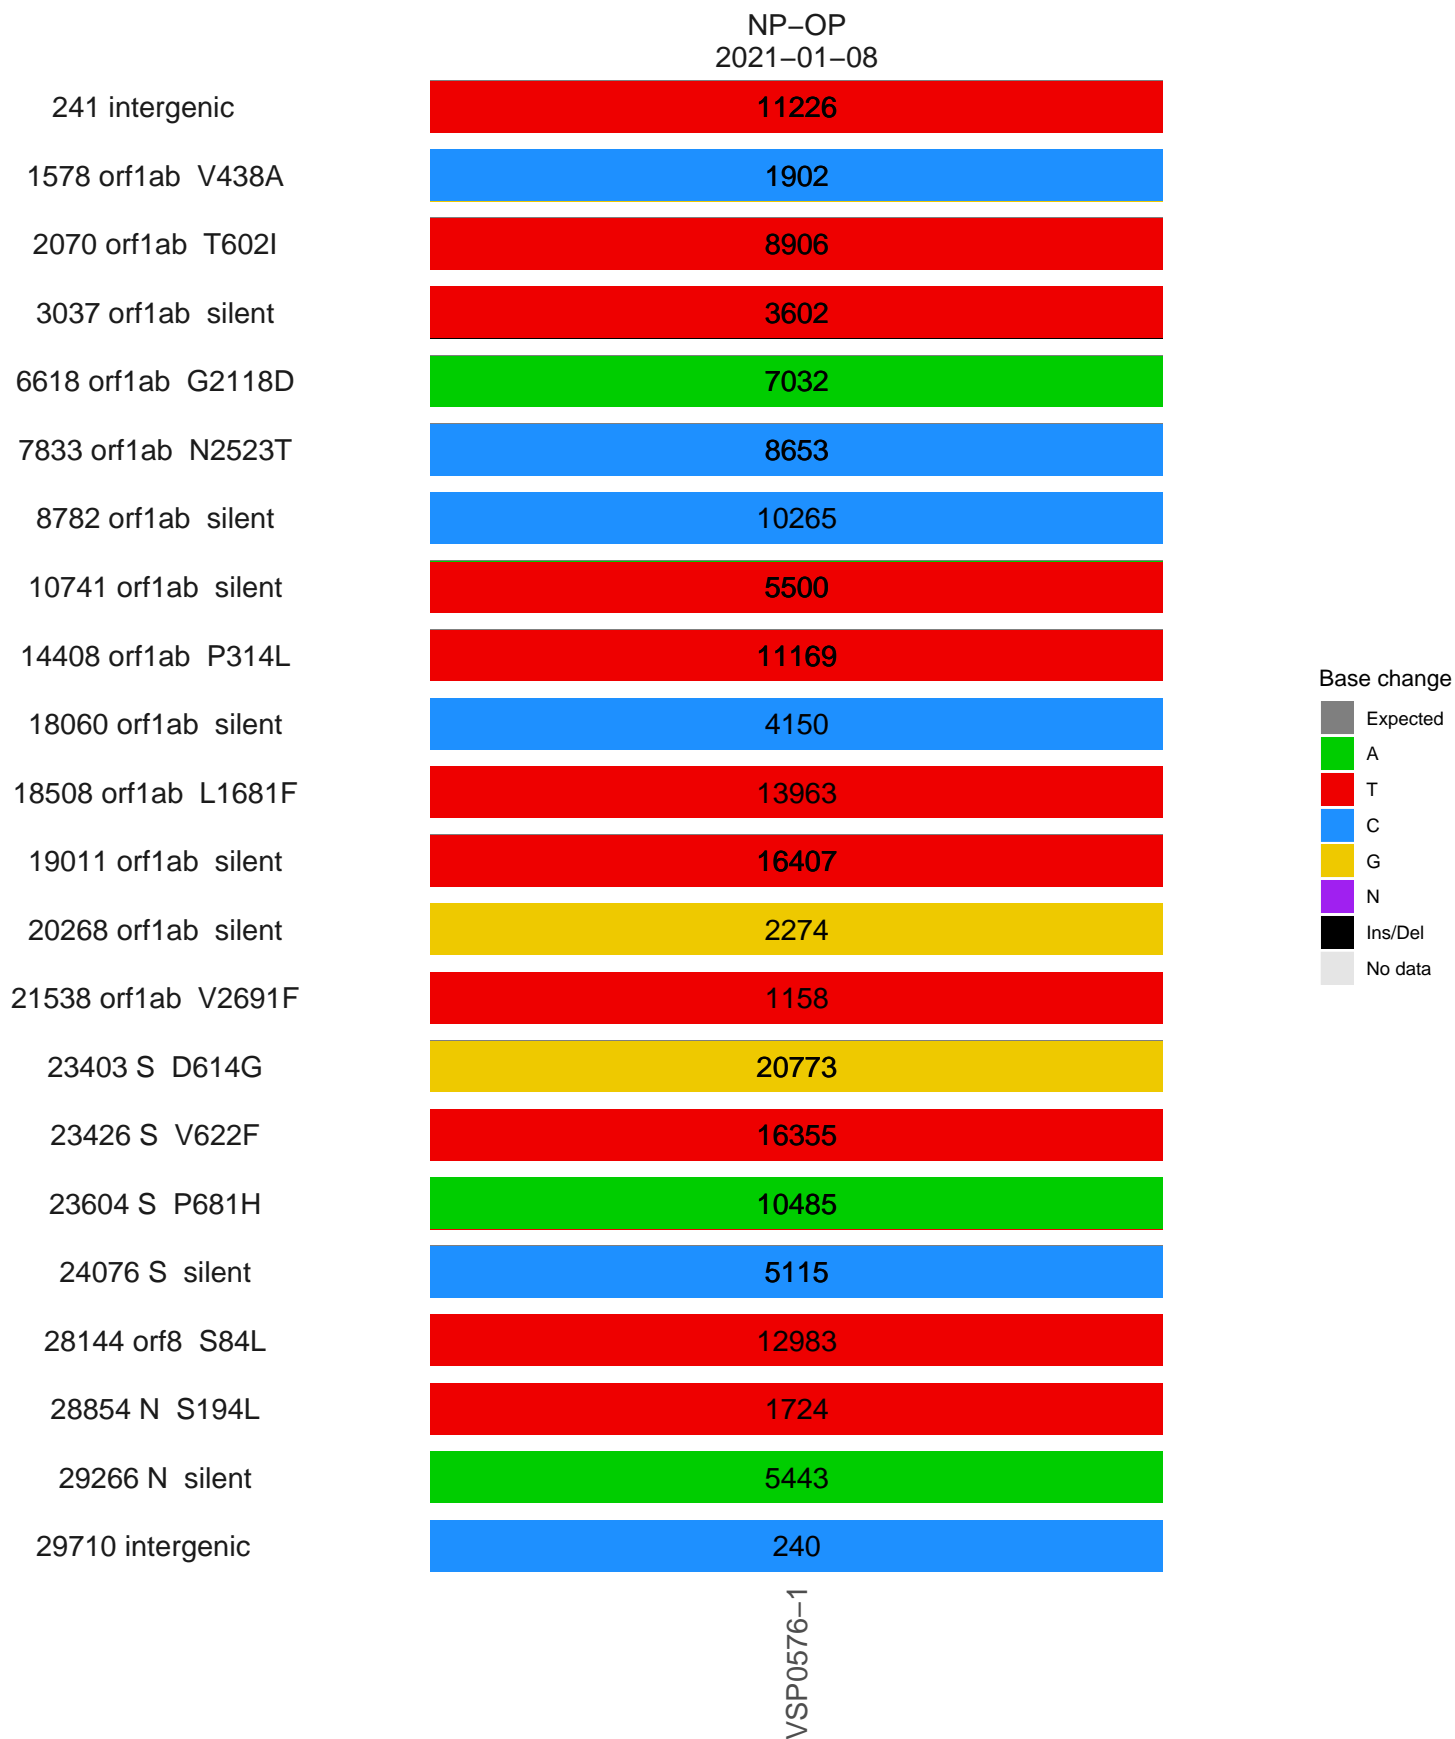 NP−OP
2021−01−08
241 intergenic 11226
1578 orf1ab V438A 1902
2070 orf1ab T602I 8906
3037 orf1ab silent 3602
6618 orf1ab G2118D 7032
7833 orf1ab N2523T 8653
8782 orf1ab silent 10265
10741 orf1ab silent 5500
14408 orf1ab P314L 11169
18060 orf1ab silent 4150
18508 orf1ab L1681F 13963
19011 orf1ab silent 16407
20268 orf1ab silent 2274
21538 orf1ab V2691F 1158
23403 S D614G 20773
23426 S V622F 16355
23604 S P681H 10485
24076 S silent 5115
28144 orf8 S84L 12983
28854 N S194L 1724
29266 N silent 5443
29710 intergenic 240
VSP0576−1
Base change
Expected
A
T
C
G
N
Ins/Del
No data